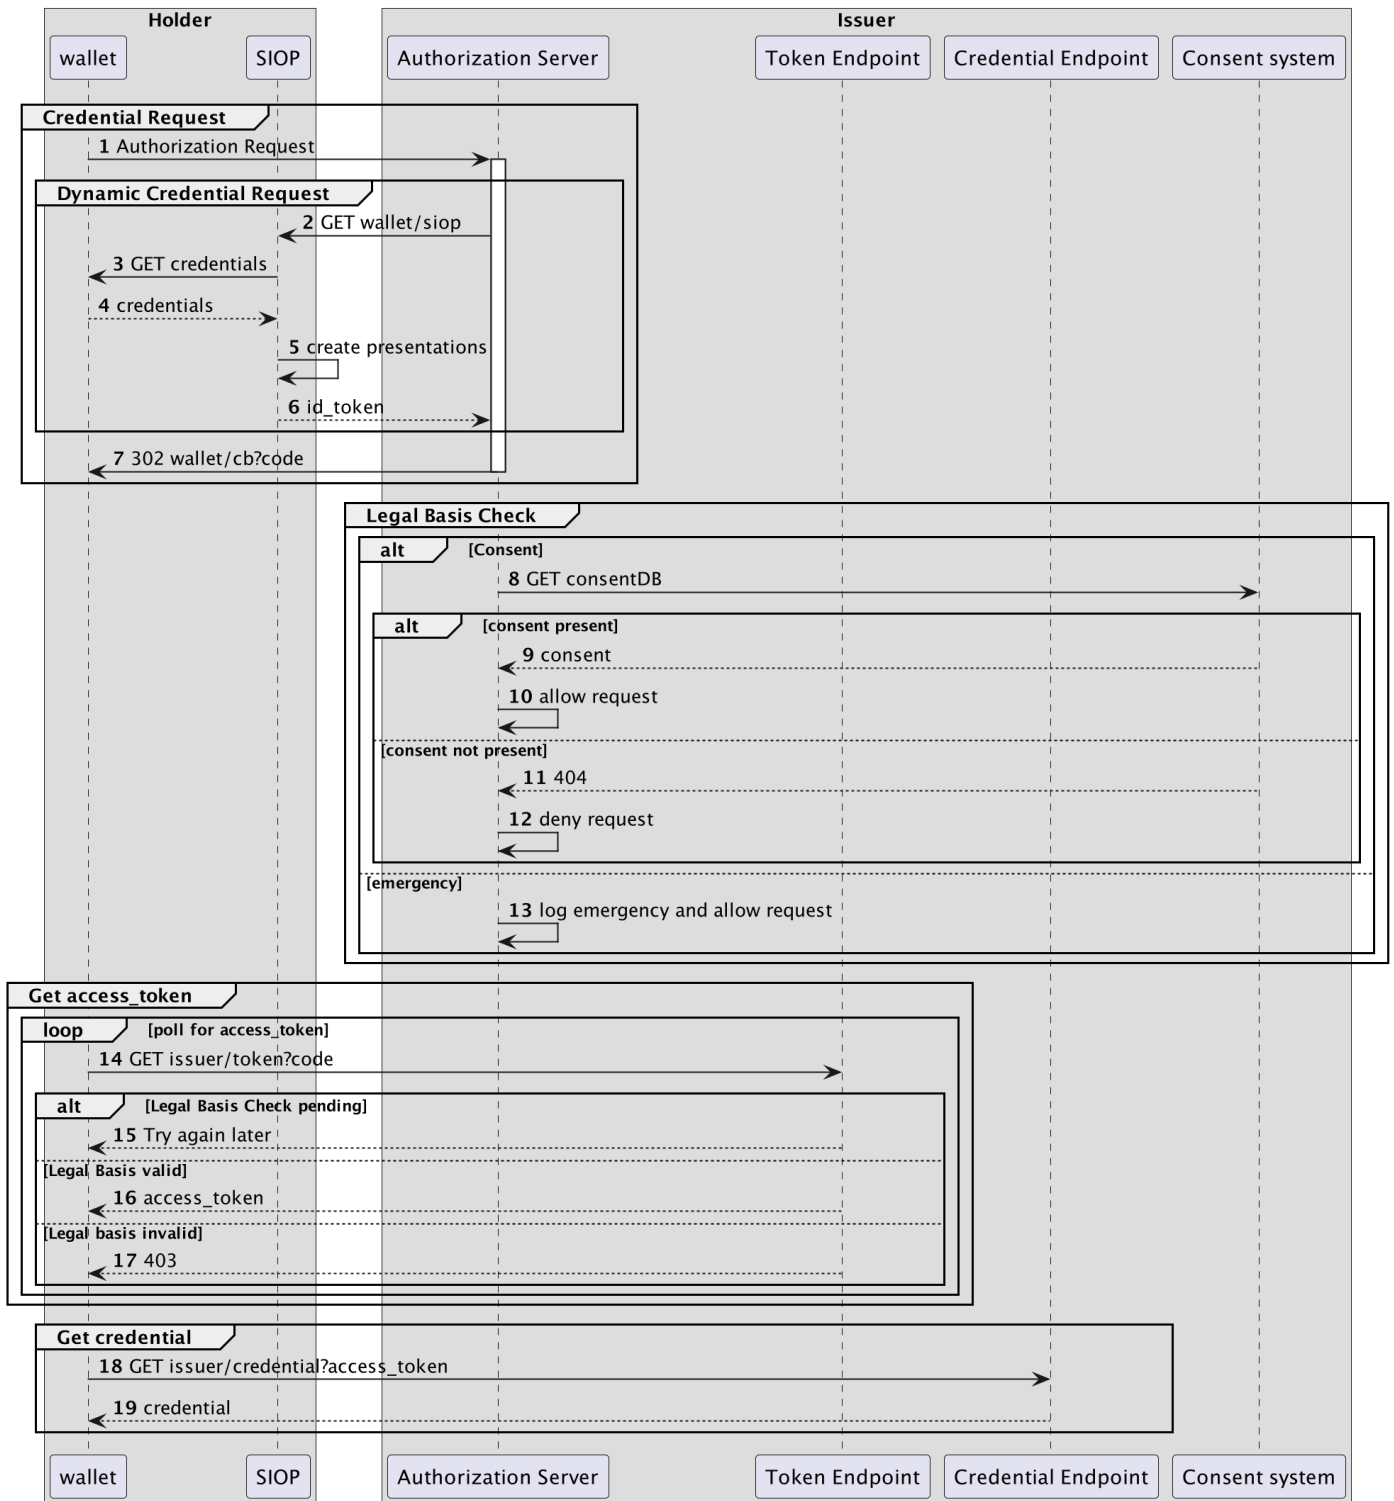 Holder
Issuer
wallet
SIOP
Authorization Server
Token Endpoint
Credential Endpoint
Consent system
Credential Request
1 Authorization Request
Dynamic Credential Request
2 GET wallet/siop
3 GET credentials
4 credentials
5 create presentations
6 id_token
7 302 wallet/cb?code
Legal Basis Check
alt [Consent]
8 GET consentDB
alt [consent present]
9 consent
10 allow request
[consent not present]
11 404
12 deny request
[emergency]
13 log emergency and allow request
Get access_token
loop [poll for access_token]
14 GET issuer/token?code
alt [Legal Basis Check pending]
15 Try again later
[Legal Basis valid]
16 access_token
[Legal basis invalid]
17 403
Get credential
18 GET issuer/credential?access_token
19 credential
wallet
SIOP
Authorization Server
Token Endpoint
Credential Endpoint
Consent system